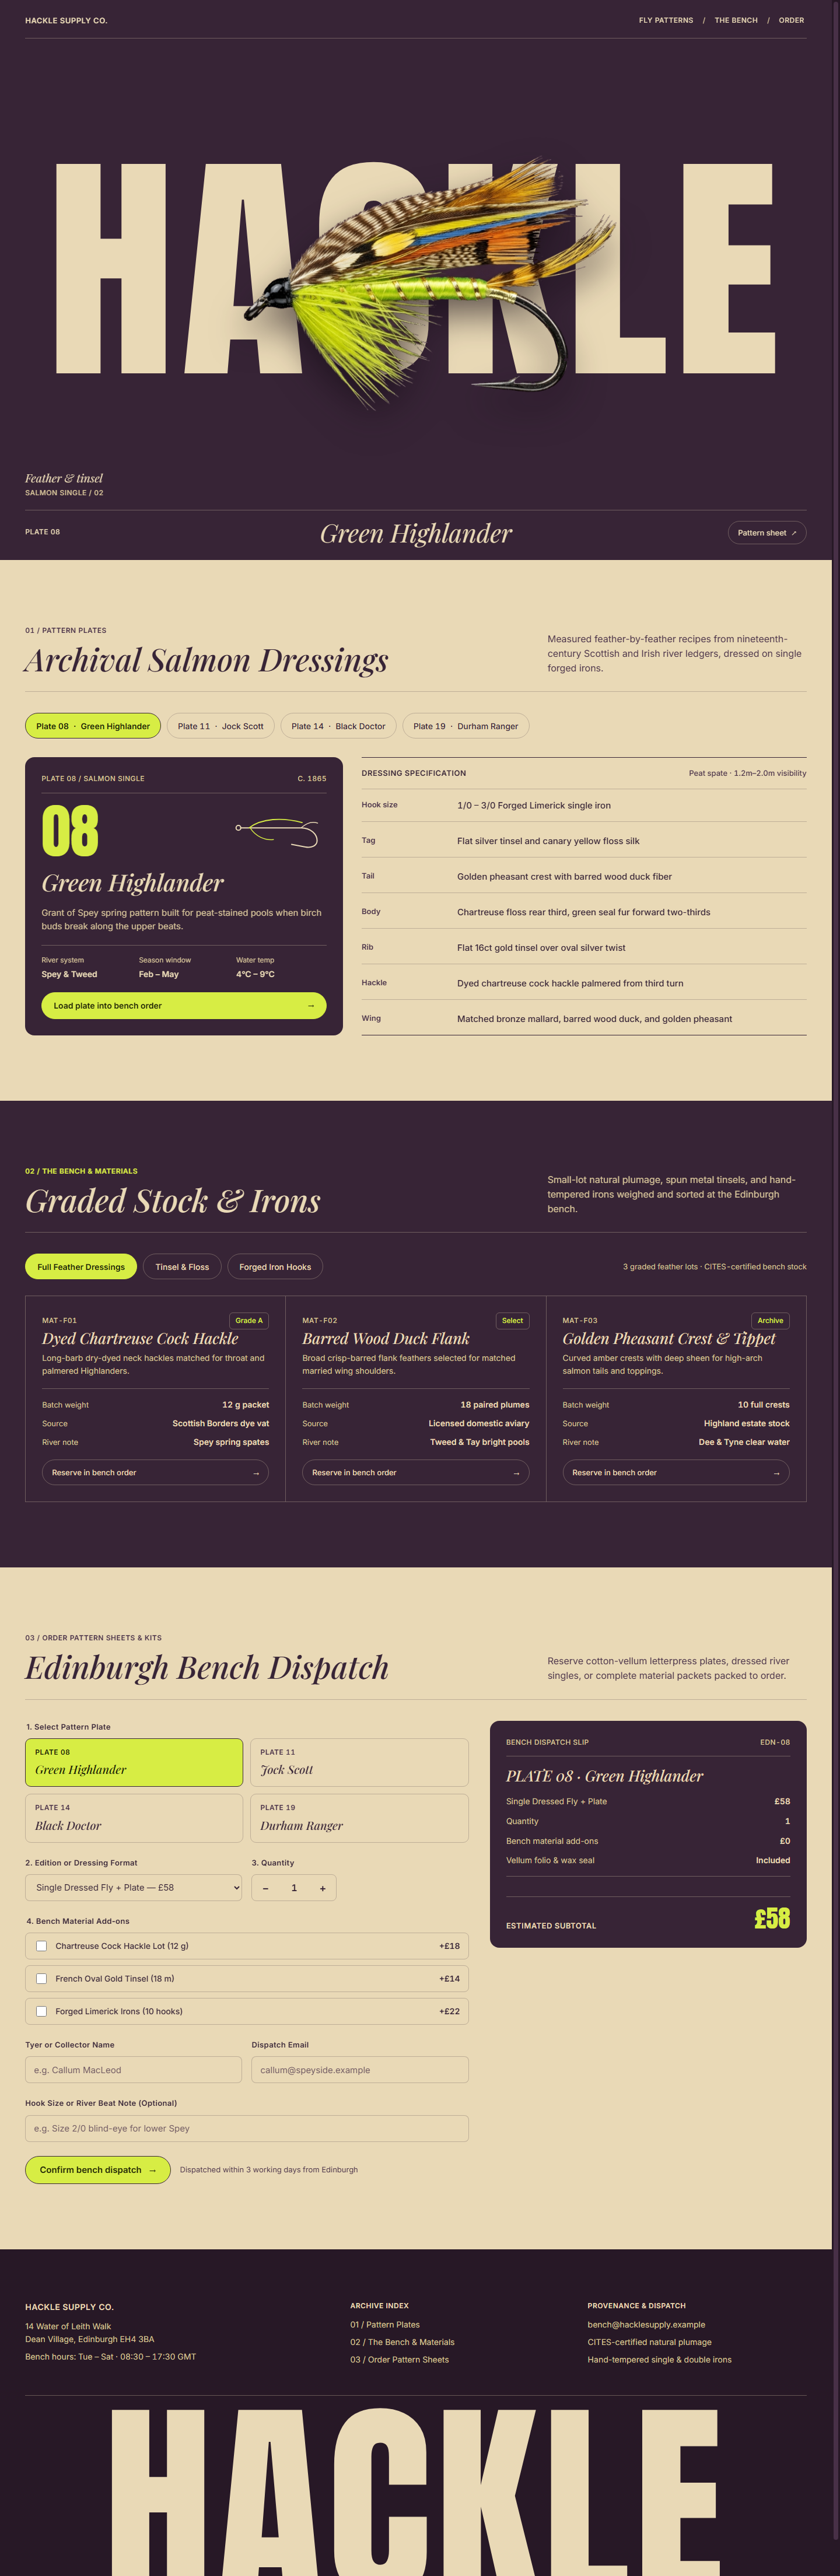 HACKLE SUPPLY CO.
FLY PATTERNS / THE BENCH / ORDER
HACKLE
Feather & tinsel
SALMON SINGLE / 02
PLATE 08
Green Highlander
Pattern sheet ↗
01 / PATTERN PLATES
Archival Salmon Dressings
Measured feather-by-feather recipes from nineteenth-
century Scottish and Irish river ledgers, dressed on single
forged irons.
Plate 08 · Green Highlander
Plate 11 · Jock Scott
Plate 14 · Black Doctor
Plate 19 · Durham Ranger
PLATE 08 / SALMON SINGLE
C. 1865
08
Green Highlander
Grant of Spey spring pattern built for peat-stained pools when birch
buds break along the upper beats.
River system
Season window
Water temp
Spey & Tweed
Feb – May
4°C – 9°C
Load plate into bench order →
DRESSING SPECIFICATION
Peat spate · 1.2m–2.0m visibility
Hook size
1/0 – 3/0 Forged Limerick single iron
Tag
Flat silver tinsel and canary yellow floss silk
Tail
Golden pheasant crest with barred wood duck fiber
Body
Chartreuse floss rear third, green seal fur forward two-thirds
Rib
Flat 16ct gold tinsel over oval silver twist
Hackle
Dyed chartreuse cock hackle palmered from third turn
Wing
Matched bronze mallard, barred wood duck, and golden pheasant
02 / THE BENCH & MATERIALS
Graded Stock & Irons
Small-lot natural plumage, spun metal tinsels, and hand-
tempered irons weighed and sorted at the Edinburgh
bench.
Full Feather Dressings
Tinsel & Floss
Forged Iron Hooks
3 graded feather lots · CITES-certified bench stock
MAT-F01
Grade A
Dyed Chartreuse Cock Hackle
Long-barb dry-dyed neck hackles matched for throat and
palmered Highlanders.
Batch weight
12 g packet
Source
Scottish Borders dye vat
River note
Spey spring spates
Reserve in bench order →
MAT-F02
Select
Barred Wood Duck Flank
Broad crisp-barred flank feathers selected for matched
married wing shoulders.
Batch weight
18 paired plumes
Source
Licensed domestic aviary
River note
Tweed & Tay bright pools
Reserve in bench order →
MAT-F03
Archive
Golden Pheasant Crest & Tippet
Curved amber crests with deep sheen for high-arch
salmon tails and toppings.
Batch weight
10 full crests
Source
Highland estate stock
River note
Dee & Tyne clear water
Reserve in bench order →
03 / ORDER PATTERN SHEETS & KITS
Edinburgh Bench Dispatch
Reserve cotton-vellum letterpress plates, dressed river
singles, or complete material packets packed to order.
1. Select Pattern Plate
PLATE 08
Green Highlander
PLATE 11
Jock Scott
PLATE 14
Black Doctor
PLATE 19
Durham Ranger
2. Edition or Dressing Format
Single Dressed Fly + Plate — £58
3. Quantity
− 1 +
4. Bench Material Add-ons
Chartreuse Cock Hackle Lot (12 g)
+£18
French Oval Gold Tinsel (18 m)
+£14
Forged Limerick Irons (10 hooks)
+£22
Tyer or Collector Name
e.g. Callum MacLeod
Dispatch Email
callum@speyside.example
Hook Size or River Beat Note (Optional)
e.g. Size 2/0 blind-eye for lower Spey
Confirm bench dispatch →
Dispatched within 3 working days from Edinburgh
BENCH DISPATCH SLIP
EDN-08
PLATE 08 · Green Highlander
Single Dressed Fly + Plate
£58
Quantity
1
Bench material add-ons
£0
Vellum folio & wax seal
Included
ESTIMATED SUBTOTAL
£58
HACKLE SUPPLY CO.
14 Water of Leith Walk
Dean Village, Edinburgh EH4 3BA
Bench hours: Tue – Sat · 08:30 – 17:30 GMT
ARCHIVE INDEX
01 / Pattern Plates
02 / The Bench & Materials
03 / Order Pattern Sheets
PROVENANCE & DISPATCH
bench@hacklesupply.example
CITES-certified natural plumage
Hand-tempered single & double irons
HACKLE